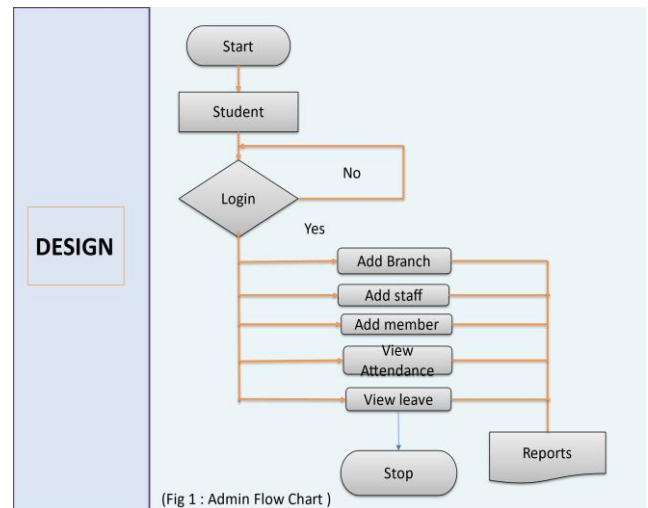 Start
Student
No
Login
Yes
DESIGN
Add Branch
Add staff
Add member
View
Attendance
View leave
Reports
Stop
(Fig 1 : Admin Flow Chart )